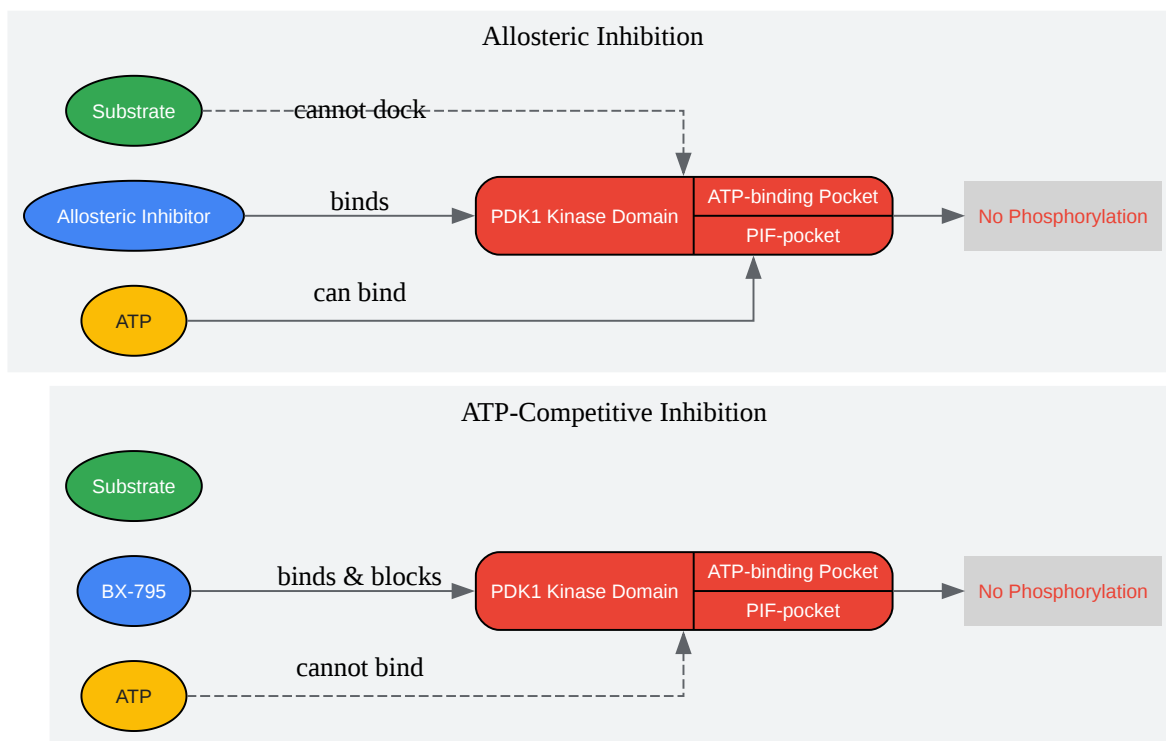 Allosteric Inhibition
Substrate
cannot dock
Allosteric Inhibitor
binds
PDK1 Kinase Domain
ATP-binding Pocket
PIF-pocket
No Phosphorylation
can bind
ATP
ATP-Competitive Inhibition
Substrate
BX-795
binds & blocks
PDK1 Kinase Domain
ATP-binding Pocket
PIF-pocket
No Phosphorylation
cannot bind
ATP